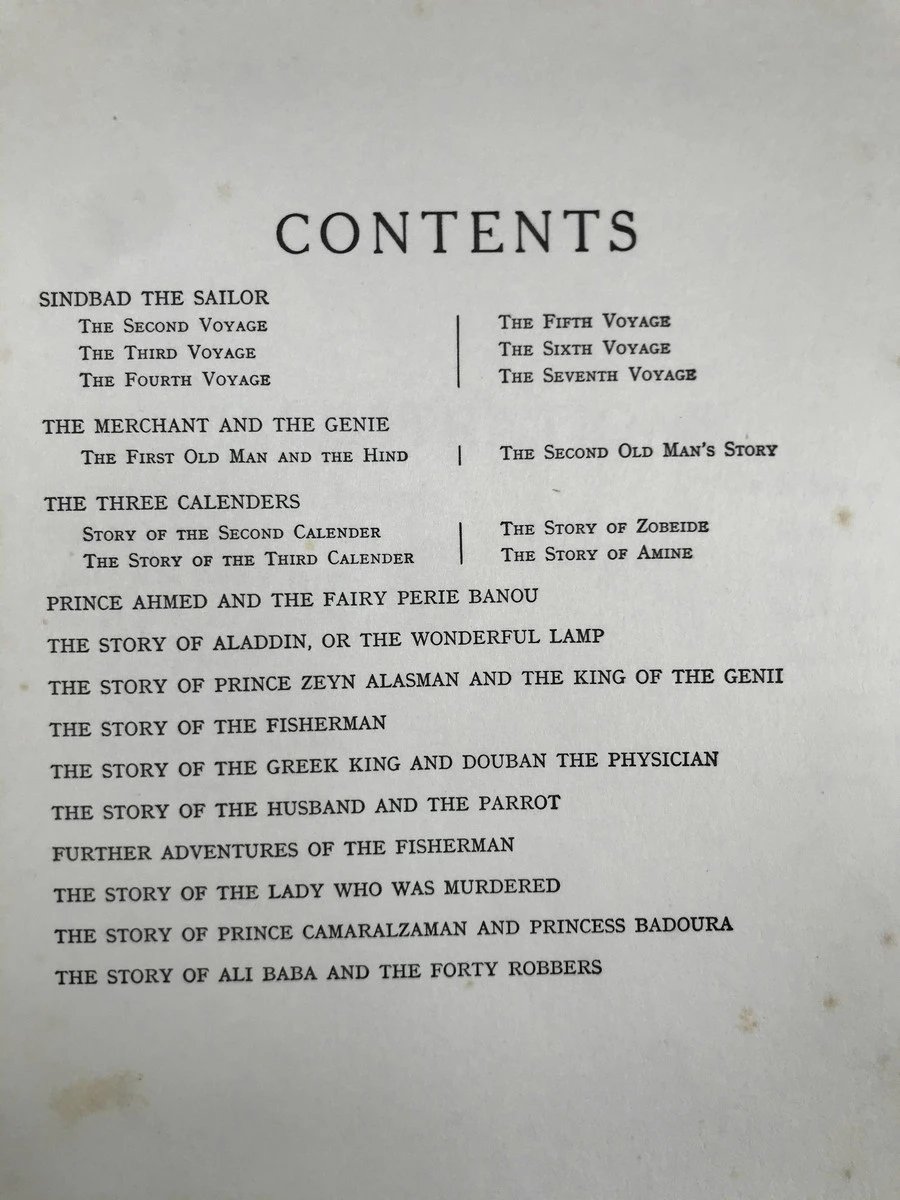 CONTENTS
SINDBAD THE SAILOR
THE SECOND VOYAGE
THE THIRD VOYAGE
THE FOURTH VOYAGE
THE FIFTH VOYAGE
THE SIXTH VOYAGE
THE SEVENTH VOYAGE
THE MERCHANT AND THE GENIE
THE FIRST OLD MAN AND THE HIND
THE SECOND OLD MAN'S STORY
THE THREE CALENDERS
STORY OF THE SECOND CALENDER
THE STORY OF THE THIRD CALENDER
THE STORY OF ZOBEIDE
THE STORY OF AMINE
PRINCE AHMED AND THE FAIRY PERIE BANOU
THE STORY OF ALADDIN, OR THE WONDERFUL LAMP
THE STORY OF PRINCE ZEYN ALASMAN AND THE KING OF THE GENII
THE STORY OF THE FISHERMAN
THE STORY OF THE GREEK KING AND DOUBAN THE PHYSICIAN
THE STORY OF THE HUSBAND AND THE PARROT
FURTHER ADVENTURES OF THE FISHERMAN
THE STORY OF THE LADY WHO WAS MURDERED
THE STORY OF PRINCE CAMARALZAMAN AND PRINCESS BADOURA
THE STORY OF ALI BABA AND THE FORTY ROBBERS